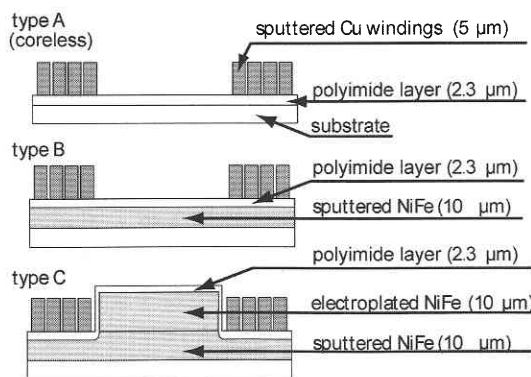 type A
(coreless)
sputtered Cu windings (5 µm)
polyimide layer (2.3 µm)
substrate
type B
polyimide layer (2.3 µm)
sputtered NiFe (10 µm)
type C
polyimide layer (2.3 µm)
electroplated NiFe (10 µm)
sputtered NiFe (10 µm)